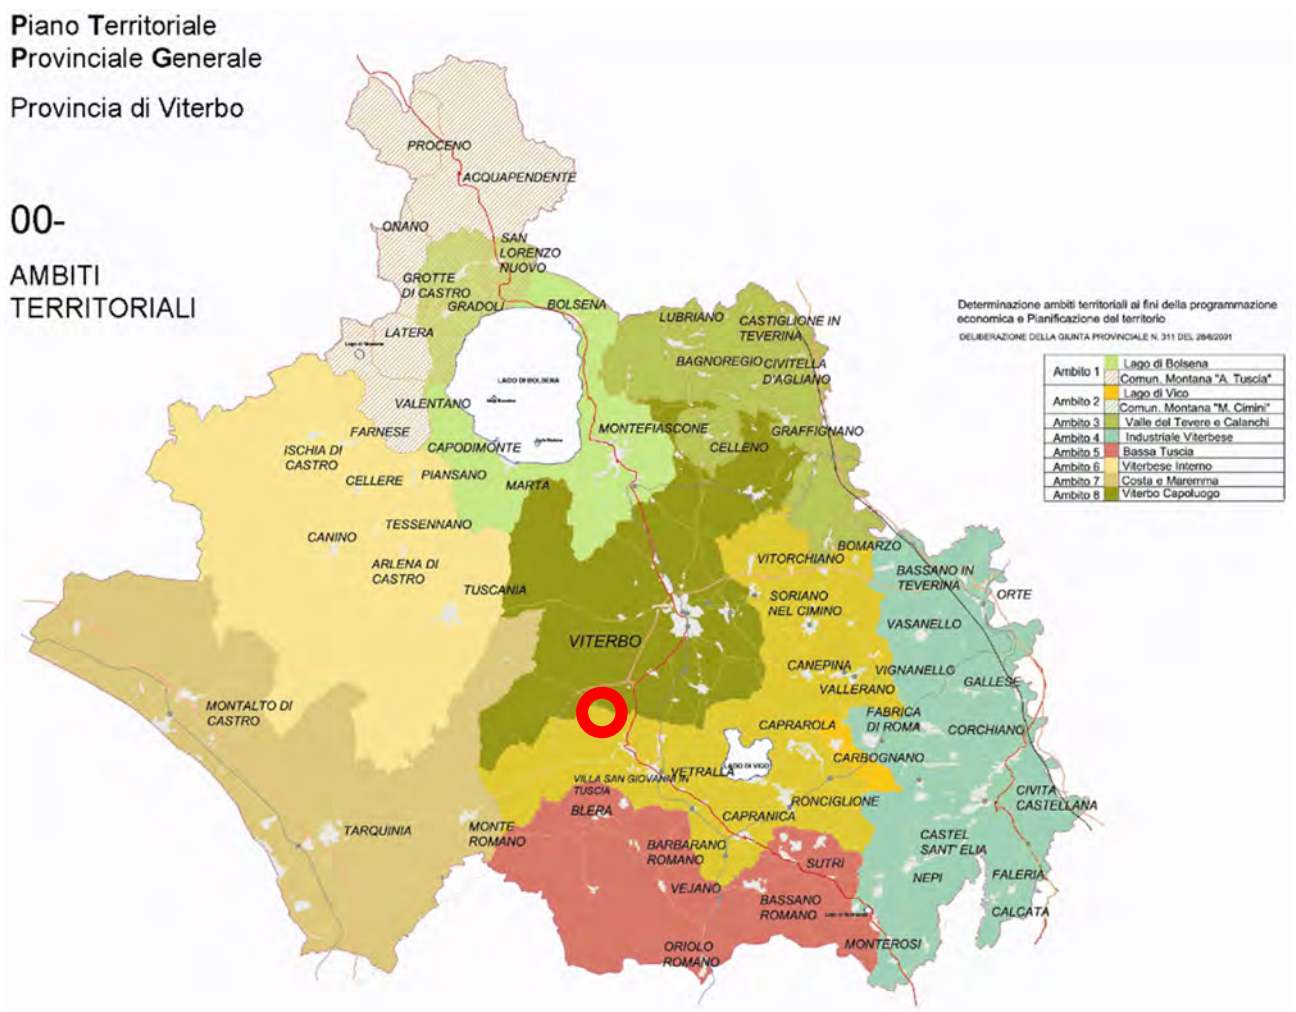 Piano Territoriale
Provinciale Generale
Provincia di Viterbo
00-
AMBITI
TERRITORIALI
PROCENO
ACQUAPENDENTE
ONANO
SAN
LORENZO
NUOVO
GROTTE
DI CASTRO
GRADOLI
BOLSENA
LATERA
LUBRIANO
CASTIGLIONE IN
TEVERINA
BAGNOREGIO
CIVITELLA
D'AGLIANO
LAGO DI BOLSENA
VALENTANO
FARNESE
CAPODIMONTE
MONTEFIASCONE
CELLENO
GRAFFIGNANO
ISCHIA DI
CASTRO
CELLERE
PIANSANO
MARTA
TESSENNANO
CANINO
ARLENA DI
CASTRO
TUSCANIA
VITORCHIANO
BOMARZO
BASSANO IN
TEVERINA
ORTE
SORIANO
NEL CIMINO
VASANELLO
VITERBO
CANEPINA
VIGNANELLO
VALLERANO
GALLESE
MONTALTO DI
CASTRO
CAPRAROLA
FABRICA
DI ROMA
CORCHIANO
CARBOGNANO
LAGO DI VICO
VETRALLA
VILLA SAN GIOVANNI IN
TUSCIA
BLERA
RONCIGLIONE
CIVITA
CASTELLANA
CAPRANICA
TARQUINIA
MONTE
ROMANO
BARBARANO
ROMANO
CASTEL
SANT' ELIA
SUTRI
NEPI
FALERIA
VEJANO
BASSANO
ROMANO
CALCATA
ORIOLO
ROMANO
MONTEROSI
Determinazione ambiti territoriali ai fini della programmazione
economica e Pianificazione del territorio
Ambito 1 Lago di Bolsena
Comun. Montana "A. Tuscia"
Ambito 2 Lago di Vico
Comun. Montana "M. Cimini"
Ambito 3 Valle del Tevere e Calanchi
Ambito 4 Industriale Viterbese
Ambito 5 Bassa Tuscia
Ambito 6 Viterbese Interno
Ambito 7 Costa e Maremma
Ambito 8 Viterbo Capoluogo